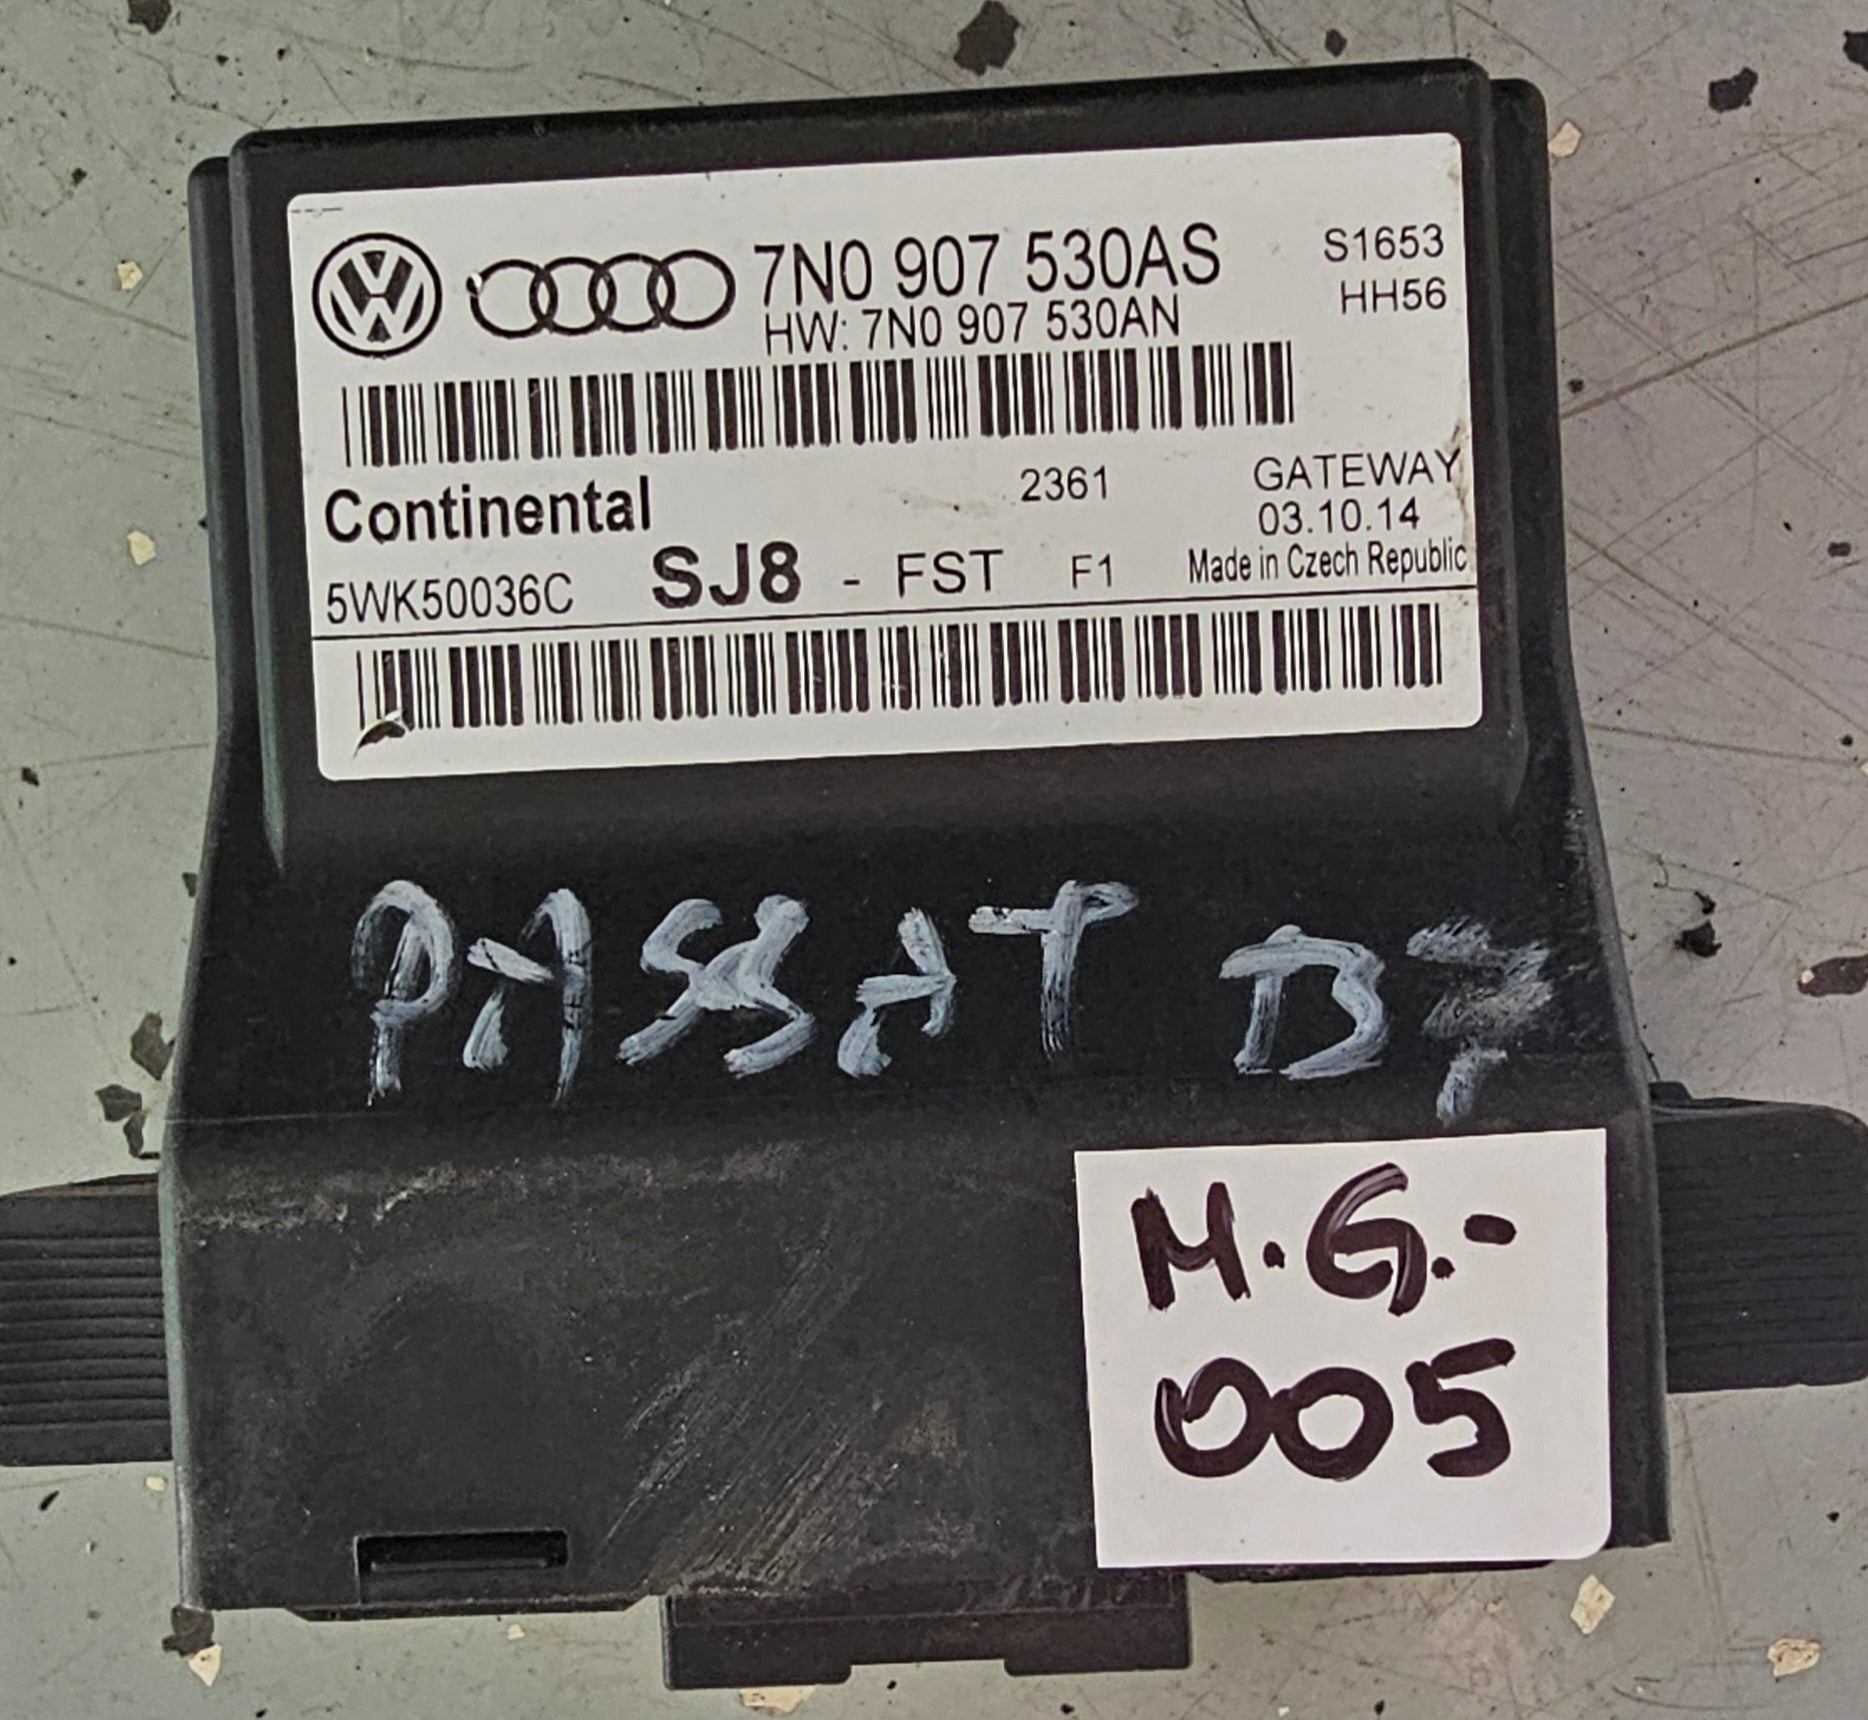 7N0 907 530AS
S1653
HW: 7N0 907 530AN
HH56
Continental
2361
GATEWAY
03.10.14
5WK50036C SJ8 - FST F1
Made in Czech Republic
PASSAT B7
M.G.-
005